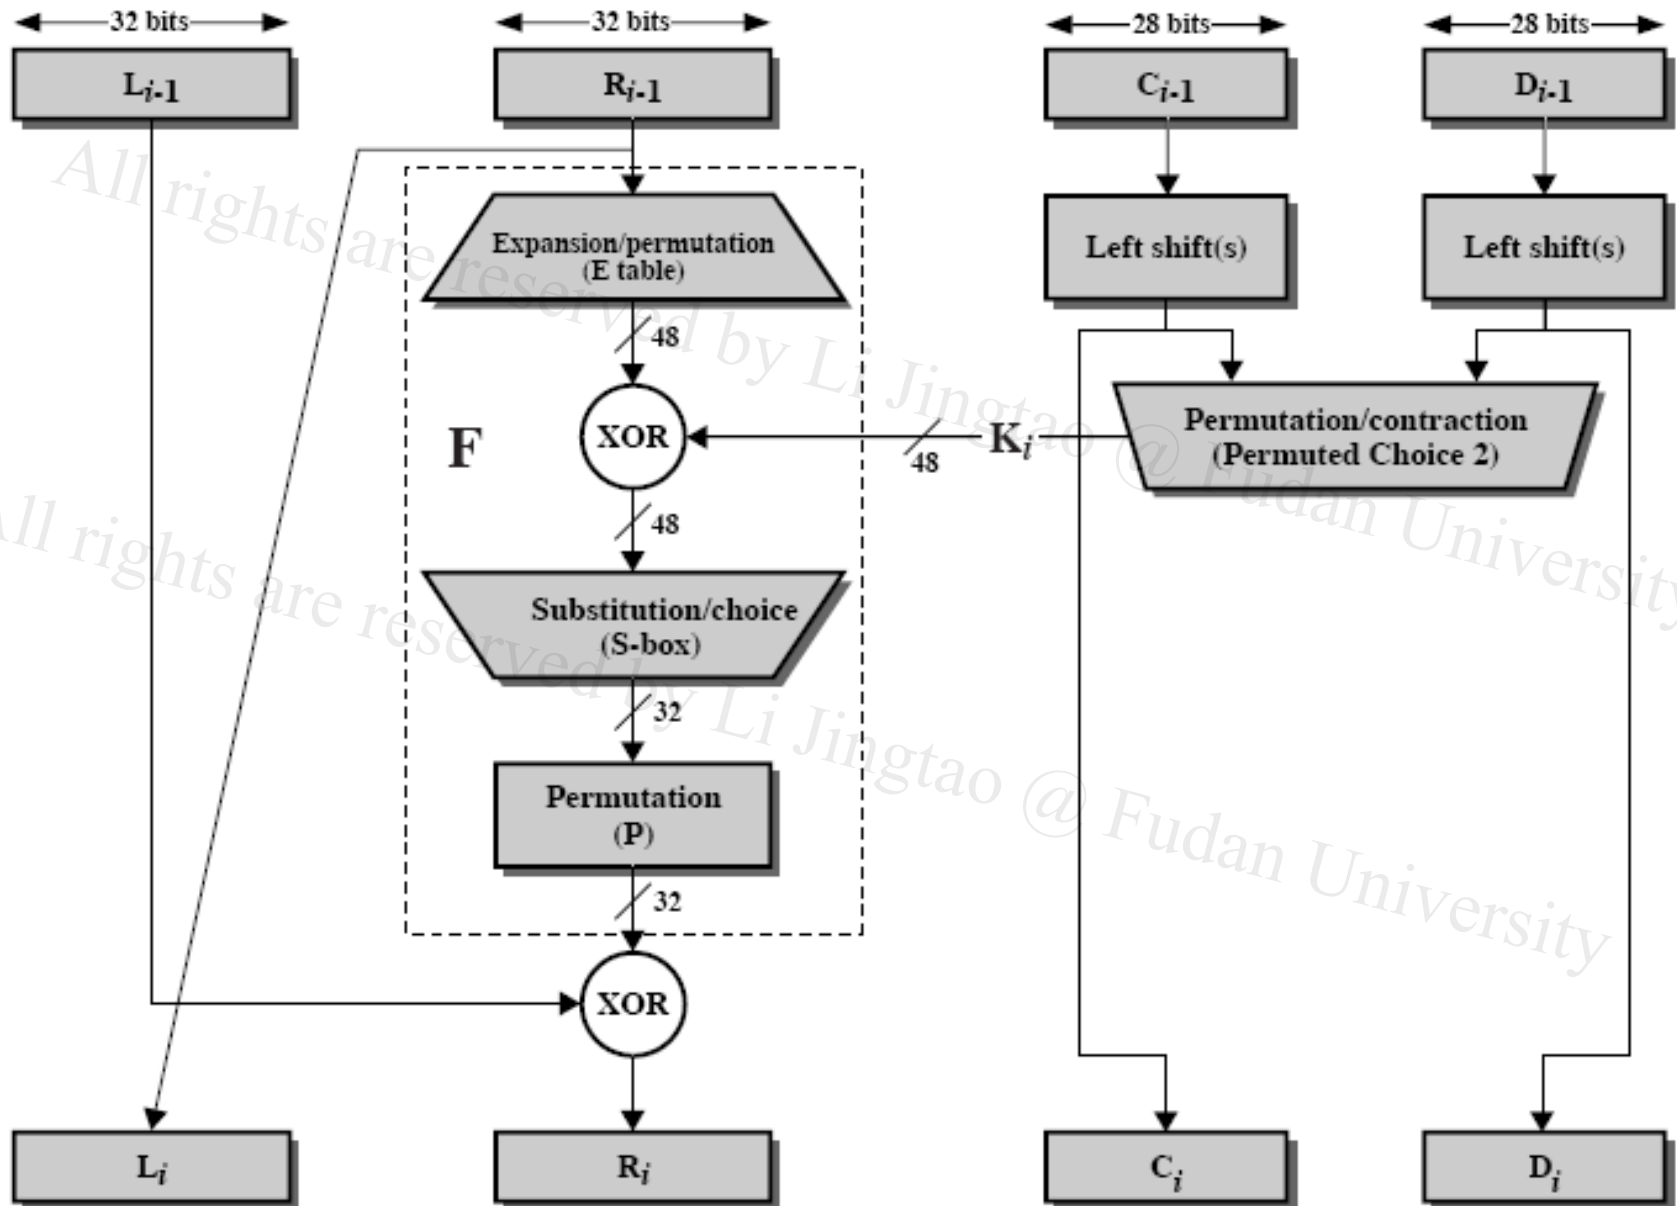 32 bits
32 bits
28 bits
28 bits
Li-1
Ri-1
Ci-1
Di-1
Expansion/permutation
(E table)
Left shift(s)
Left shift(s)
48
F
XOR
48
Ki
Permutation/contraction
(Permuted Choice 2)
48
Substitution/choice
(S-box)
32
Permutation
(P)
32
XOR
Li
Ri
Ci
Di
All rights are reserved by Li Jingtao @ Fudan University
All rights are reserved by Li Jingtao @ Fudan University